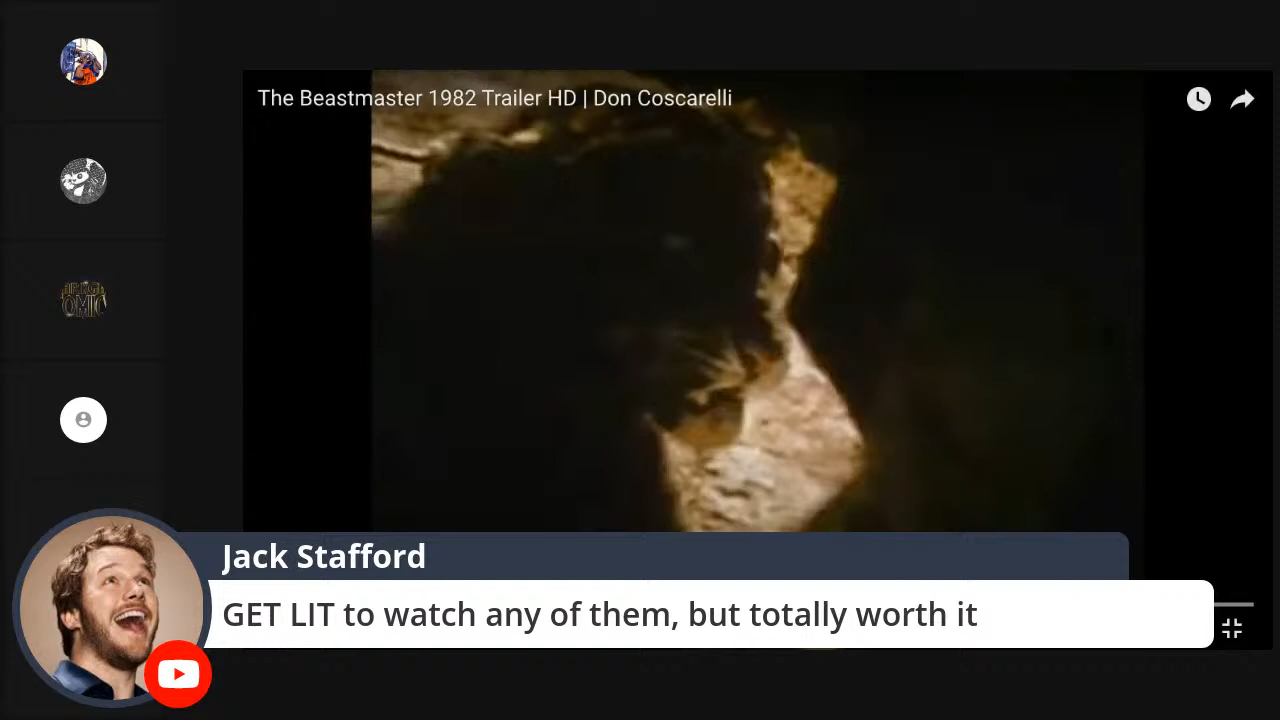 The Beastmaster 1982 Trailer HD | Don Coscarelli
Jack Stafford
GET LIT to watch any of them, but totally worth it